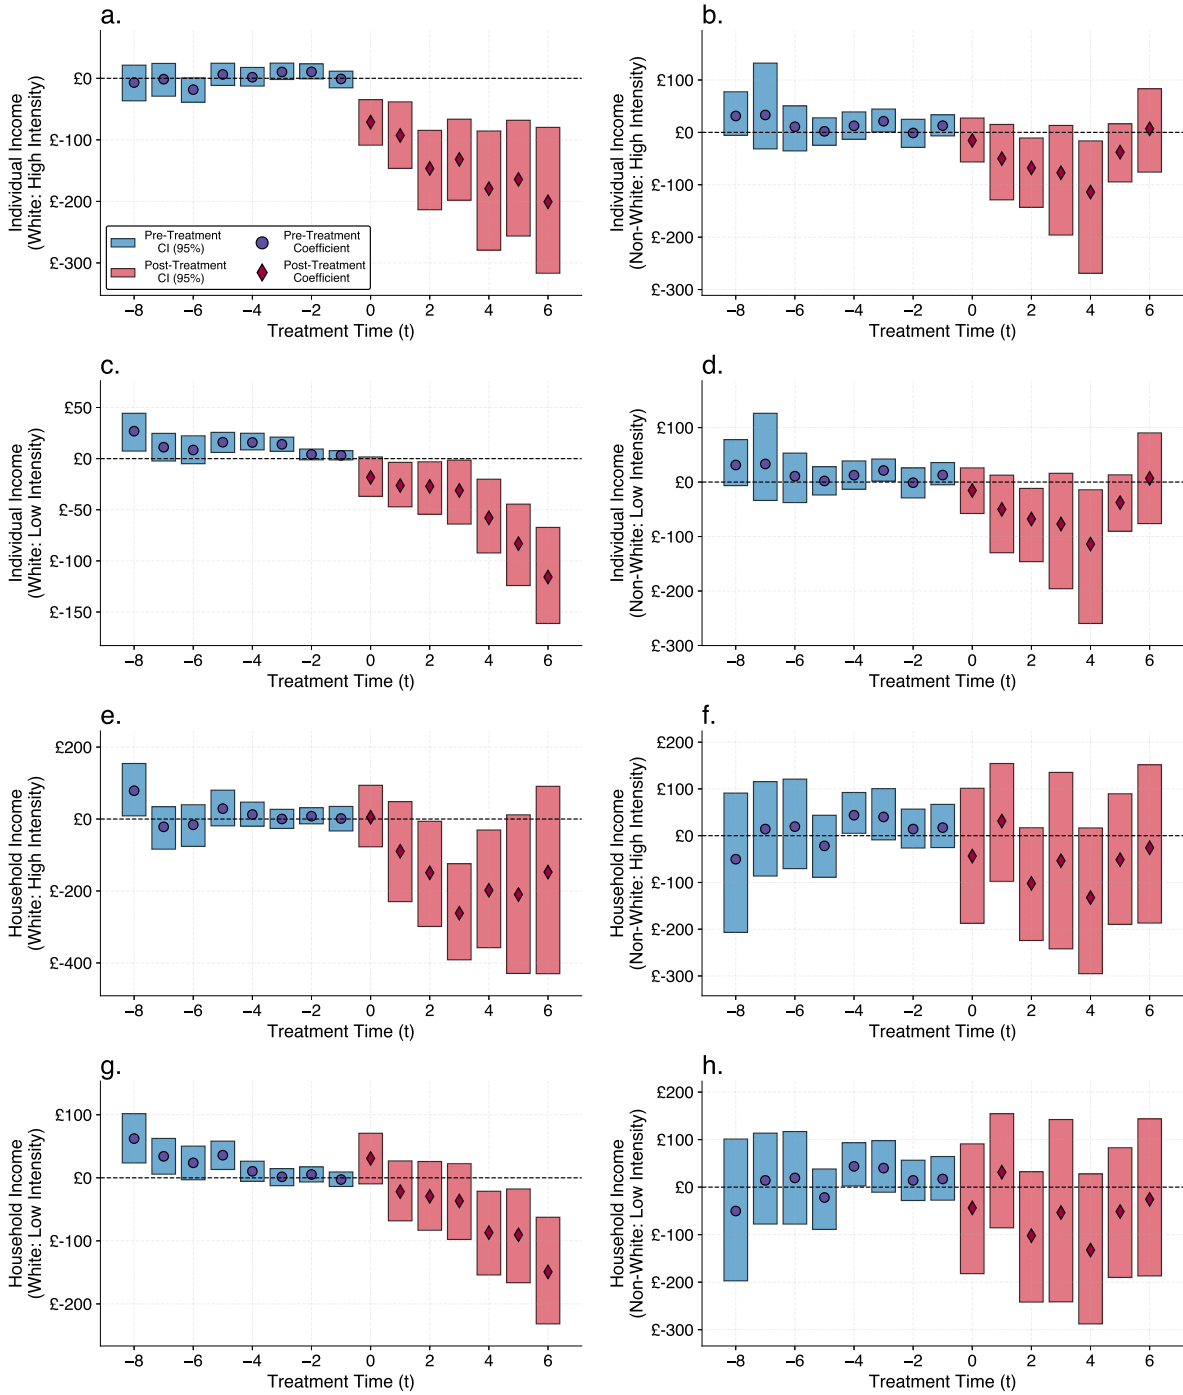 a.
£0
£-100
£-200
£-300
Individual Income
(White: High Intensity)
Pre-Treatment
CI (95%)
Post-Treatment
CI (95%)
Pre-Treatment
Coefficient
Post-Treatment
Coefficient
−8 −6 −4 −2 0 2 4 6
Treatment Time (t)
b.
£100
£0
£-100
£-200
£-300
Individual Income
(Non-White: High Intensity)
−8 −6 −4 −2 0 2 4 6
Treatment Time (t)
c.
£50
£0
£-50
£-100
£-150
Individual Income
(White: Low Intensity)
−8 −6 −4 −2 0 2 4 6
Treatment Time (t)
d.
£100
£0
£-100
£-200
£-300
Individual Income
(Non-White: Low Intensity)
−8 −6 −4 −2 0 2 4 6
Treatment Time (t)
e.
£200
£0
£-200
£-400
Household Income
(White: High Intensity)
−8 −6 −4 −2 0 2 4 6
Treatment Time (t)
f.
£200
£100
£0
£-100
£-200
£-300
Household Income
(Non-White: High Intensity)
−8 −6 −4 −2 0 2 4 6
Treatment Time (t)
g.
£100
£0
£-100
£-200
Household Income
(White: Low Intensity)
−8 −6 −4 −2 0 2 4 6
Treatment Time (t)
h.
£200
£100
£0
£-100
£-200
£-300
Household Income
(Non-White: Low Intensity)
−8 −6 −4 −2 0 2 4 6
Treatment Time (t)